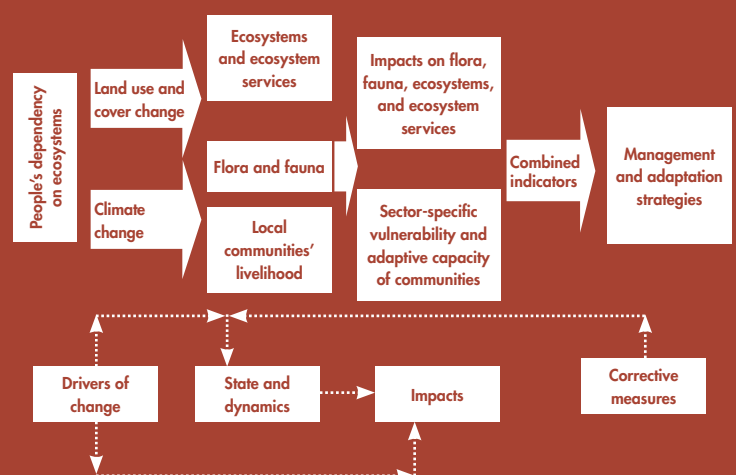 People's dependency
on ecosystems
Land use and
cover change
Climate
change
Ecosystems
and ecosystem
services
Flora and fauna
Local
communities'
livelihood
Impacts on flora,
fauna, ecosystems,
and ecosystem
services
Sector-specific
vulnerability and
adaptive capacity
of communities
Combined
indicators
Management
and adaptation
strategies
Drivers of
change
State and
dynamics
Impacts
Corrective
measures